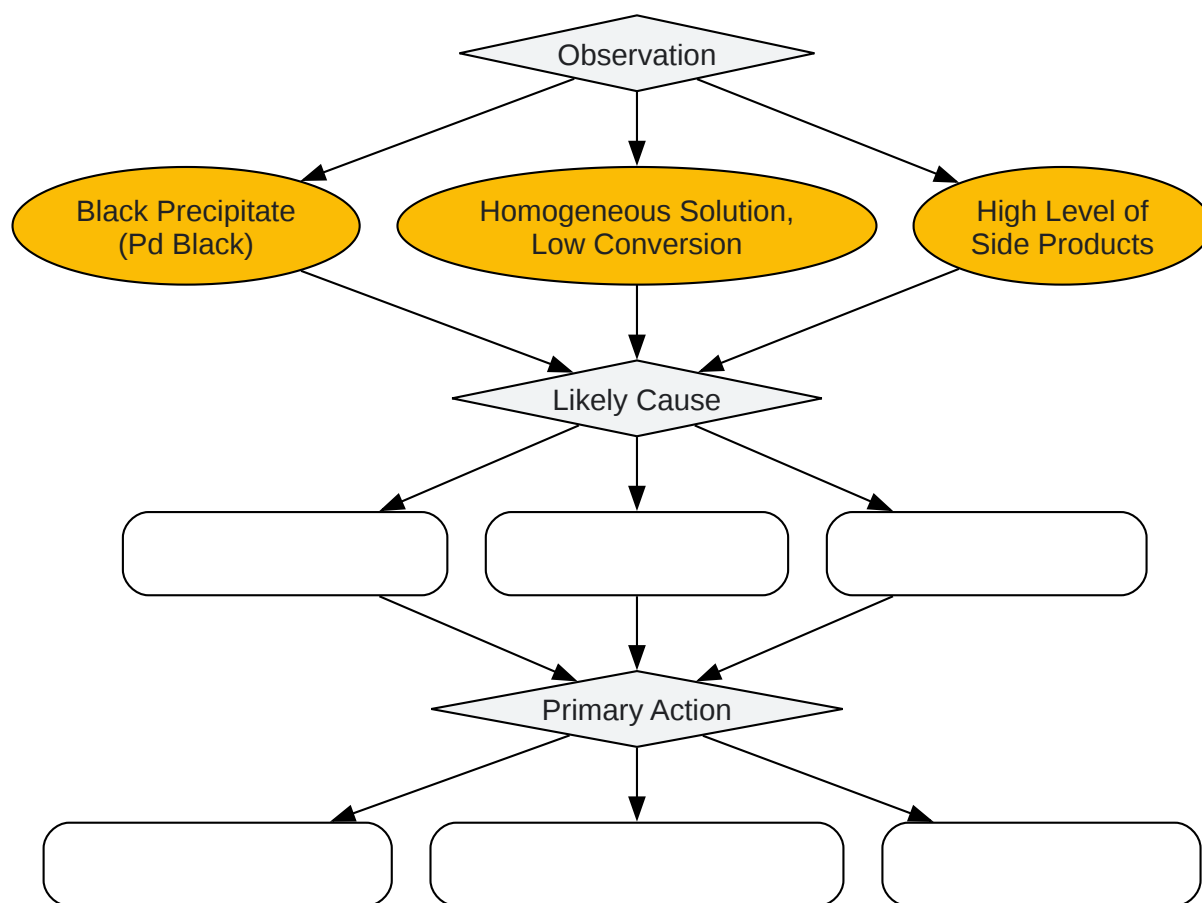 Observation
Black Precipitate
(Pd Black)
Homogeneous Solution,
Low Conversion
High Level of
Side Products
Likely Cause
Primary Action